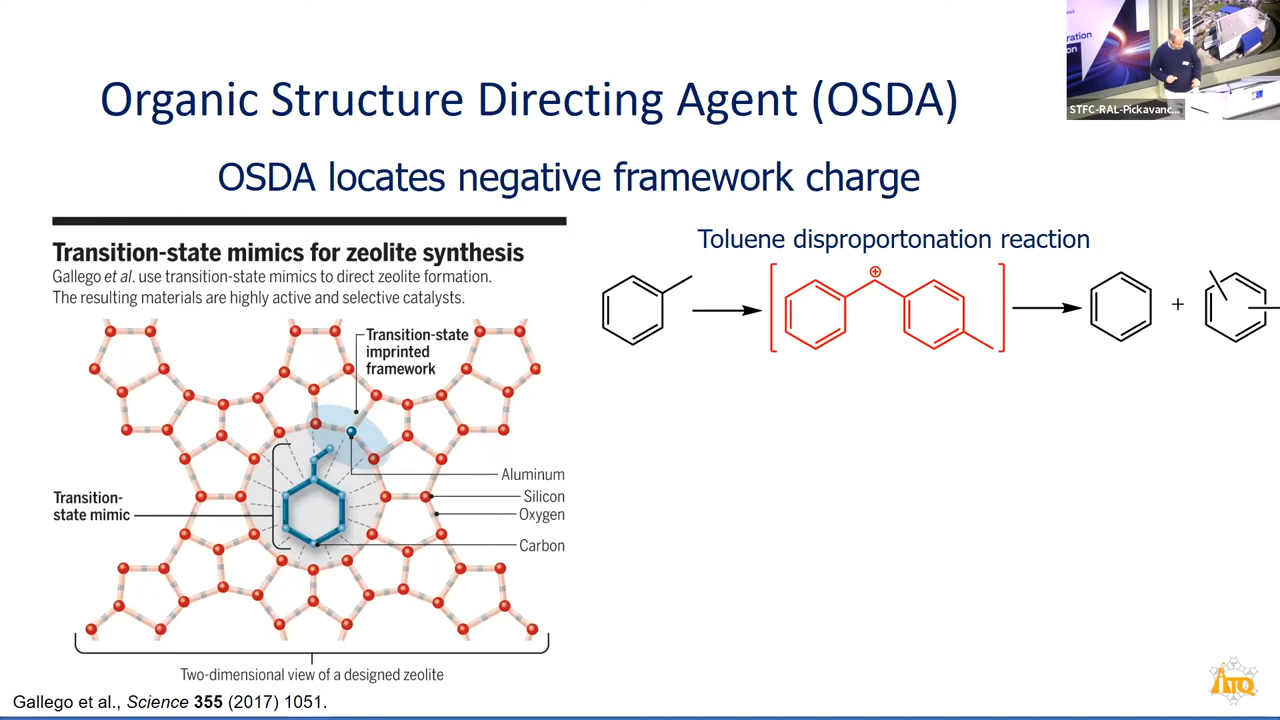 Organic Structure Directing Agent (OSDA)
OSDA locates negative framework charge
Transition-state mimics for zeolite synthesis
Gallego et al. use transition-state mimics to direct zeolite formation.
The resulting materials are highly active and selective catalysts.
Transition-state
imprinted
framework
Aluminum
Silicon
Oxygen
Carbon
Transition-
state mimic
Two-dimensional view of a designed zeolite
Gallego et al., Science 355 (2017) 1051.
Toluene disproportonation reaction
+
+
STFC-RAL-Pickavanc...
ITQ